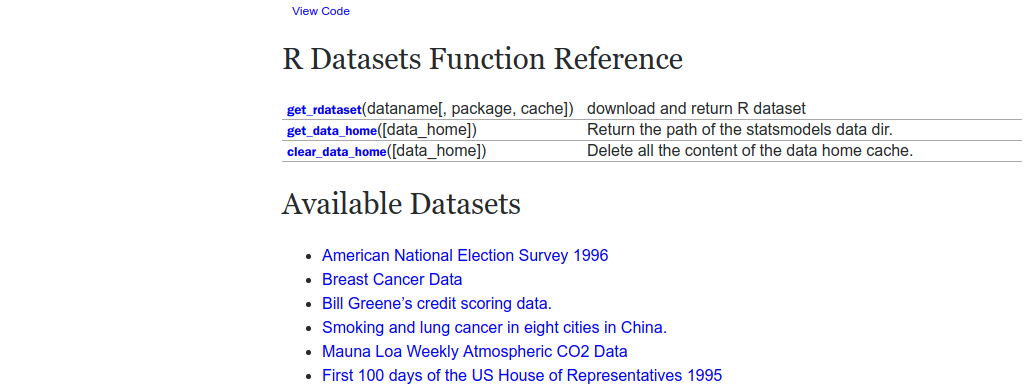 View Code
R Datasets Function Reference
get_rdataset(dataname[, package, cache]) download and return R dataset
get_data_home([data_home]) Return the path of the statsmodels data dir.
clear_data_home([data_home]) Delete all the content of the data home cache.
Available Datasets
• American National Election Survey 1996
• Breast Cancer Data
• Bill Greene’s credit scoring data.
• Smoking and lung cancer in eight cities in China.
• Mauna Loa Weekly Atmospheric CO2 Data
• First 100 days of the US House of Representatives 1995